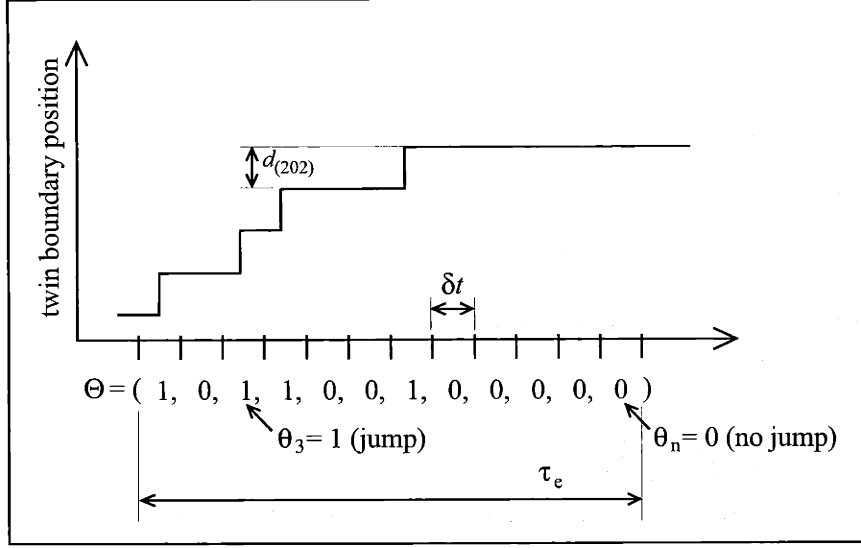 twin boundary position
d(202)
δt
Θ = ( 1, 0, 1, 1, 0, 0, 1, 0, 0, 0, 0, 0 )
θ3= 1 (jump)
θn= 0 (no jump)
τe